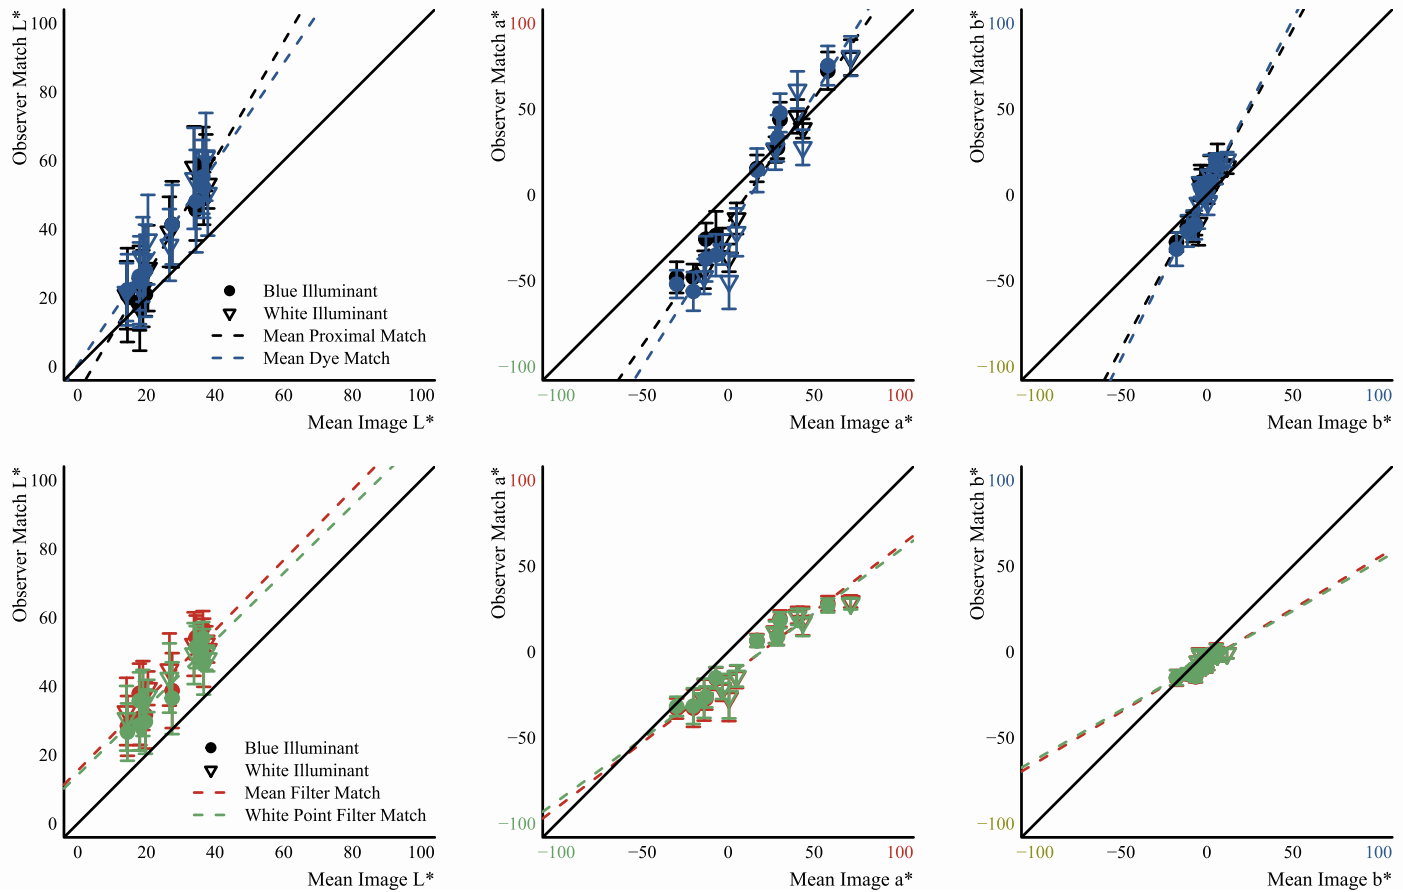 Observer Match L*
100
80
60
40
20
0
0 20 40 60 80 100
Mean Image L*
Blue Illuminant
White Illuminant
Mean Proximal Match
Mean Dye Match
Observer Match a*
100
50
0
−50
−100
−100 −50 0 50 100
Mean Image a*
Observer Match b*
100
50
0
−50
−100
−100 −50 0 50 100
Mean Image b*
Observer Match L*
100
80
60
40
20
0
0 20 40 60 80 100
Mean Image L*
Blue Illuminant
White Illuminant
Mean Filter Match
White Point Filter Match
Observer Match a*
100
50
0
−50
−100
−100 −50 0 50 100
Mean Image a*
Observer Match b*
100
50
0
−50
−100
−100 −50 0 50 100
Mean Image b*